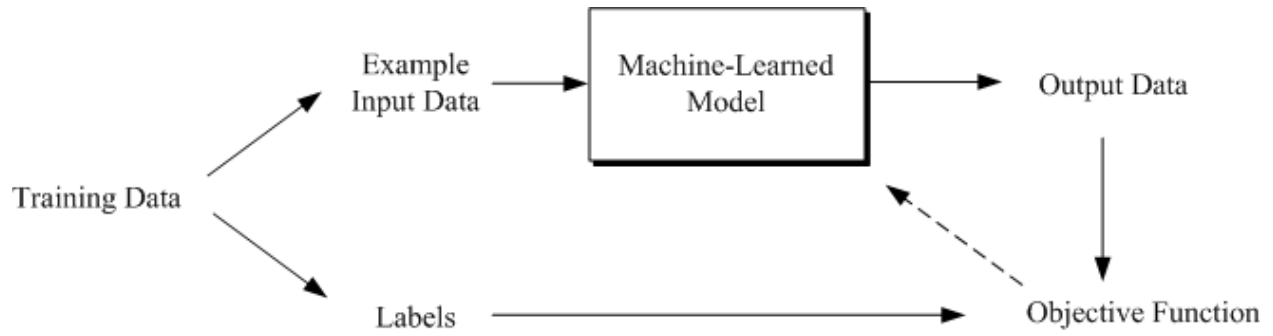 Example
Input Data
Machine-Learned
Model
Output Data
Training Data
Labels
Objective Function